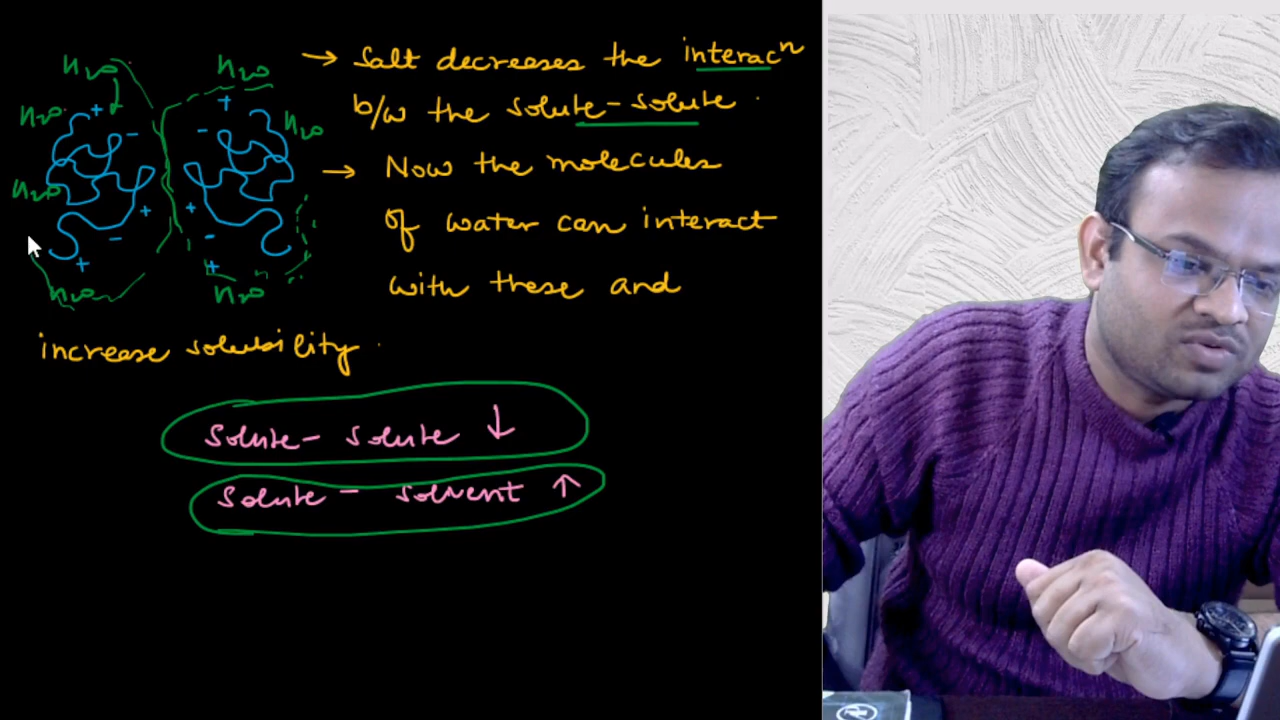 → Salt decreases the interacⁿ
b/w the solute-solute
→ Now the molecules
of water can interact
with these and
increase solubility.
Solute- solute ↓
Solute - solvent ↑
H₂O
H₂O
H₂O
H₂O
H₂O
H₂O
H₂O
+
+
-
-
+
+
-
-
+
+